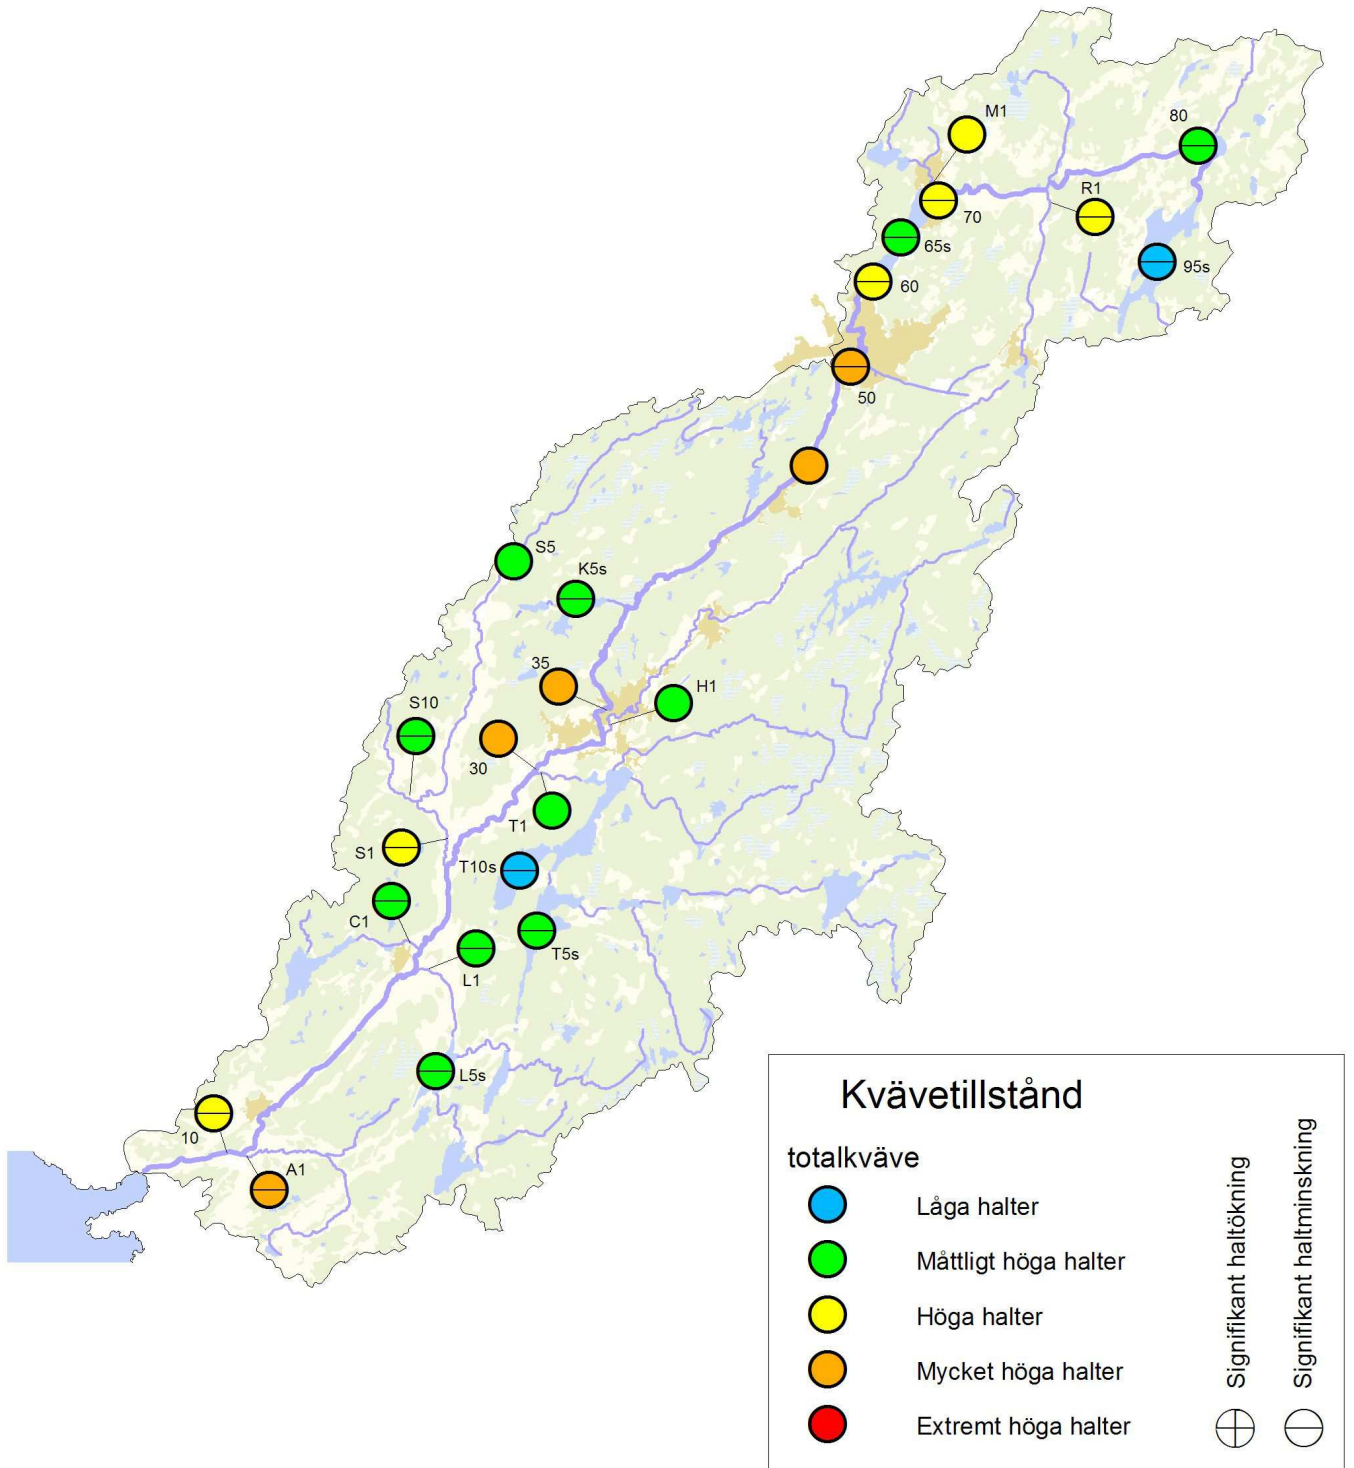 M1
80
R1
70
65s
95s
60
50
S5
K5s
35
H1
S10
30
T1
S1
T10s
C1
T5s
L1
L5s
10
A1
Kvävetillstånd
totalkväve
Låga halter
Måttligt höga halter
Höga halter
Mycket höga halter
Extremt höga halter
Signifikant haltökning
Signifikant haltminskning